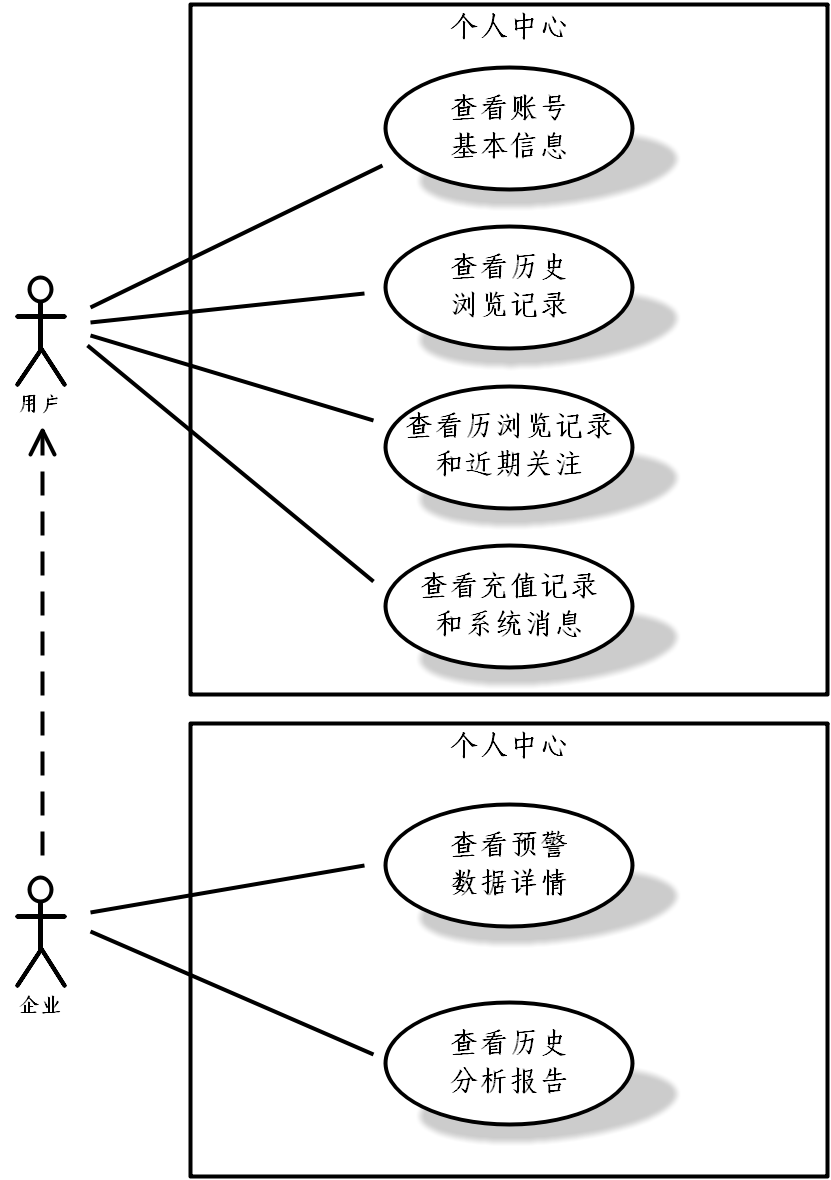 个人中心
查看账号
基本信息
查看历史
浏览记录
用户
查看历浏览记录
和近期关注
查看充值记录
和系统消息
个人中心
查看预警
数据详情
企业
查看历史
分析报告